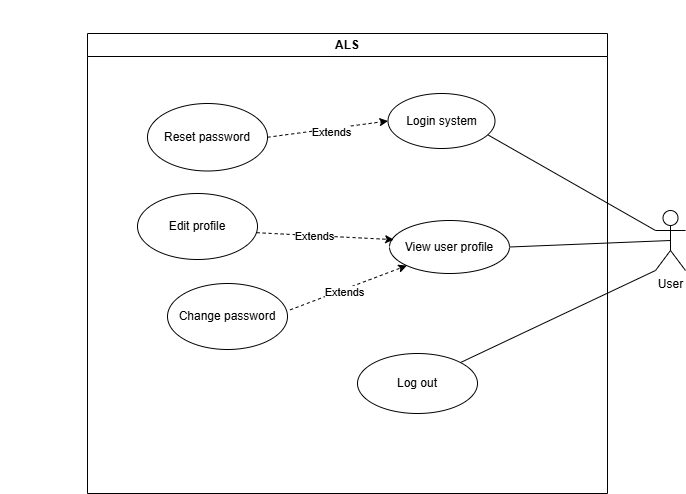 ALS
Reset password
Extends
Login system
Edit profile
Extends
View user profile
Change password
Extends
User
Log out